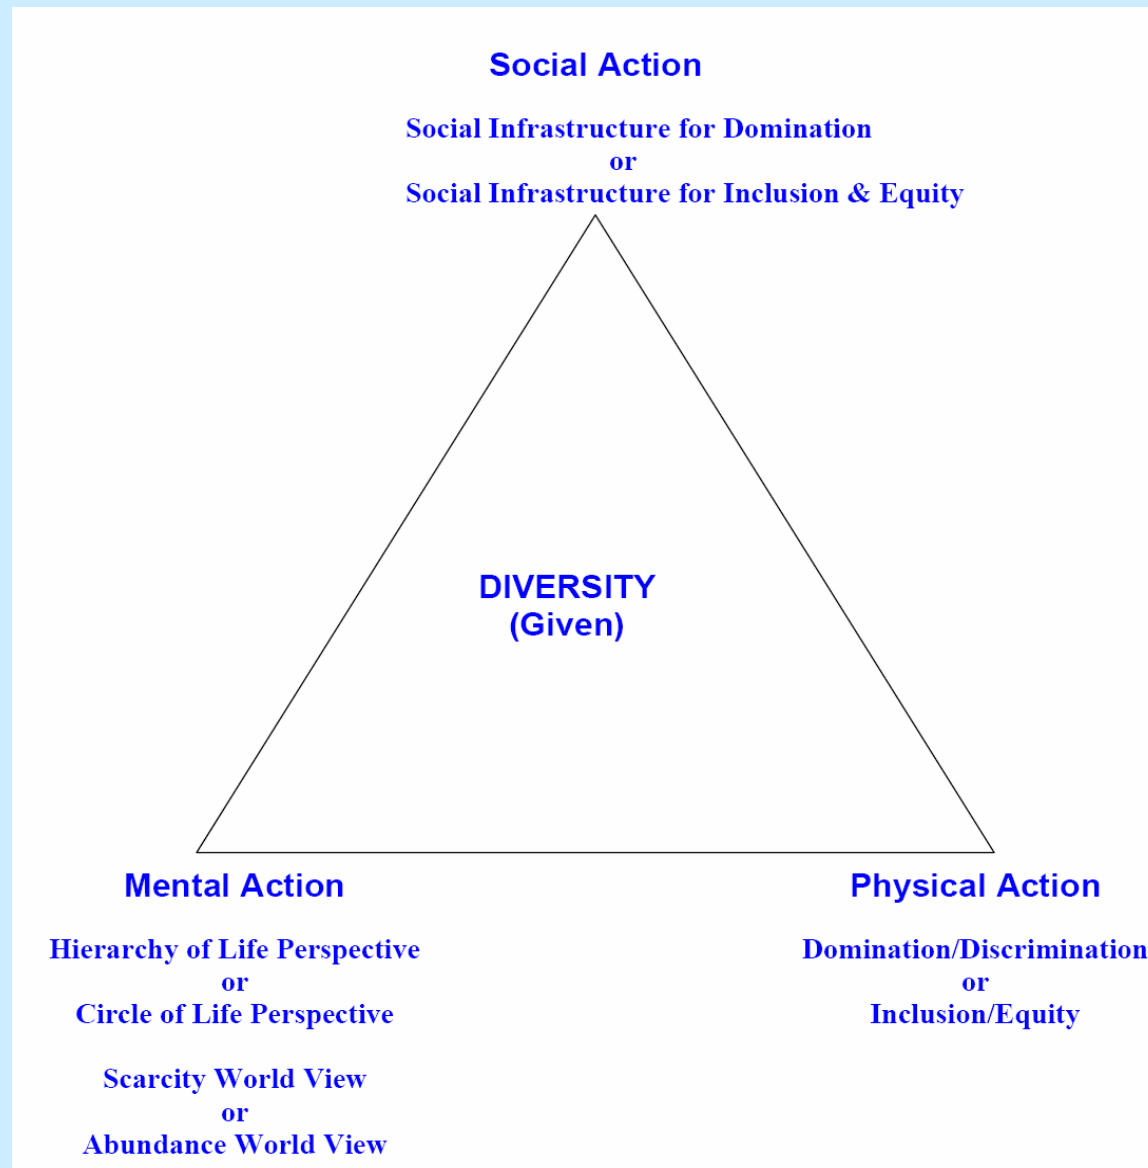 Social Action
Social Infrastructure for Domination
or
Social Infrastructure for Inclusion & Equity
DIVERSITY
(Given)
Mental Action
Hierarchy of Life Perspective
or
Circle of Life Perspective
Scarcity World View
or
Abundance World View
Physical Action
Domination/Discrimination
or
Inclusion/Equity